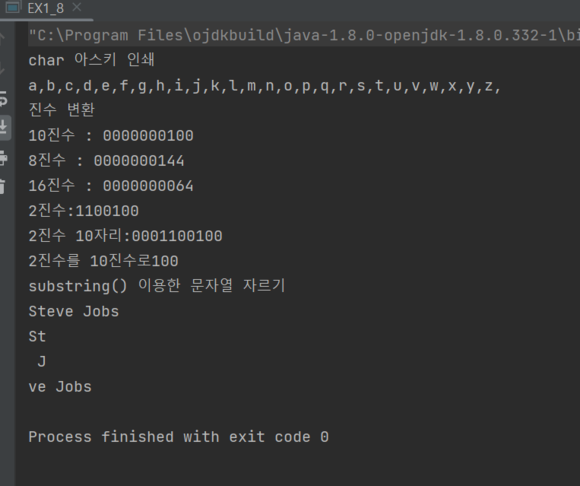 EX1_8
"C:\Program Files\ojdkbuild\java-1.8.0-openjdk-1.8.0.332-1\bi
char 아스키 인쇄
a,b,c,d,e,f,g,h,i,j,k,l,m,n,o,p,q,r,s,t,u,v,w,x,y,z,
진수 변환
10진수 : 0000000100
8진수 : 0000000144
16진수 : 0000000064
2진수:1100100
2진수 10자리:0001100100
2진수를 10진수로100
substring() 이용한 문자열 자르기
Steve Jobs
St
 J
ve Jobs
Process finished with exit code 0